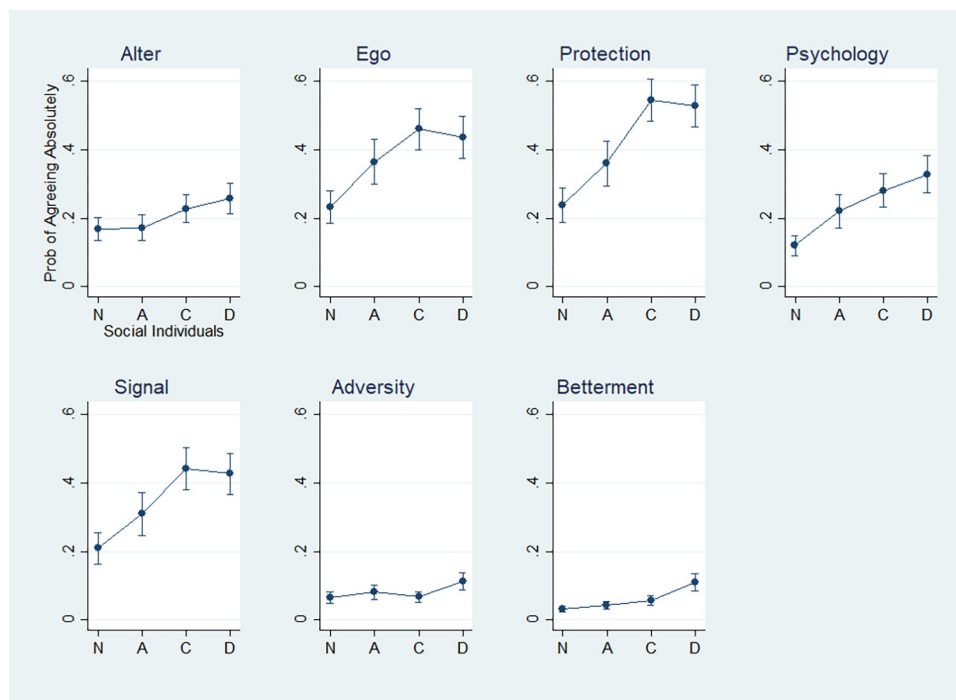 Alter Ego Protection Psychology
Prob of Agreeing Absolutely
.6 .6 .6 .6
.4 .4 .4 .4
.2 .2 .2 .2
0 0 0 0
N A C D N A C D N A C D N A C D
Social Individuals
Signal Adversity Betterment
.6 .6 .6
.4 .4 .4
.2 .2 .2
0 0 0
N A C D N A C D N A C D